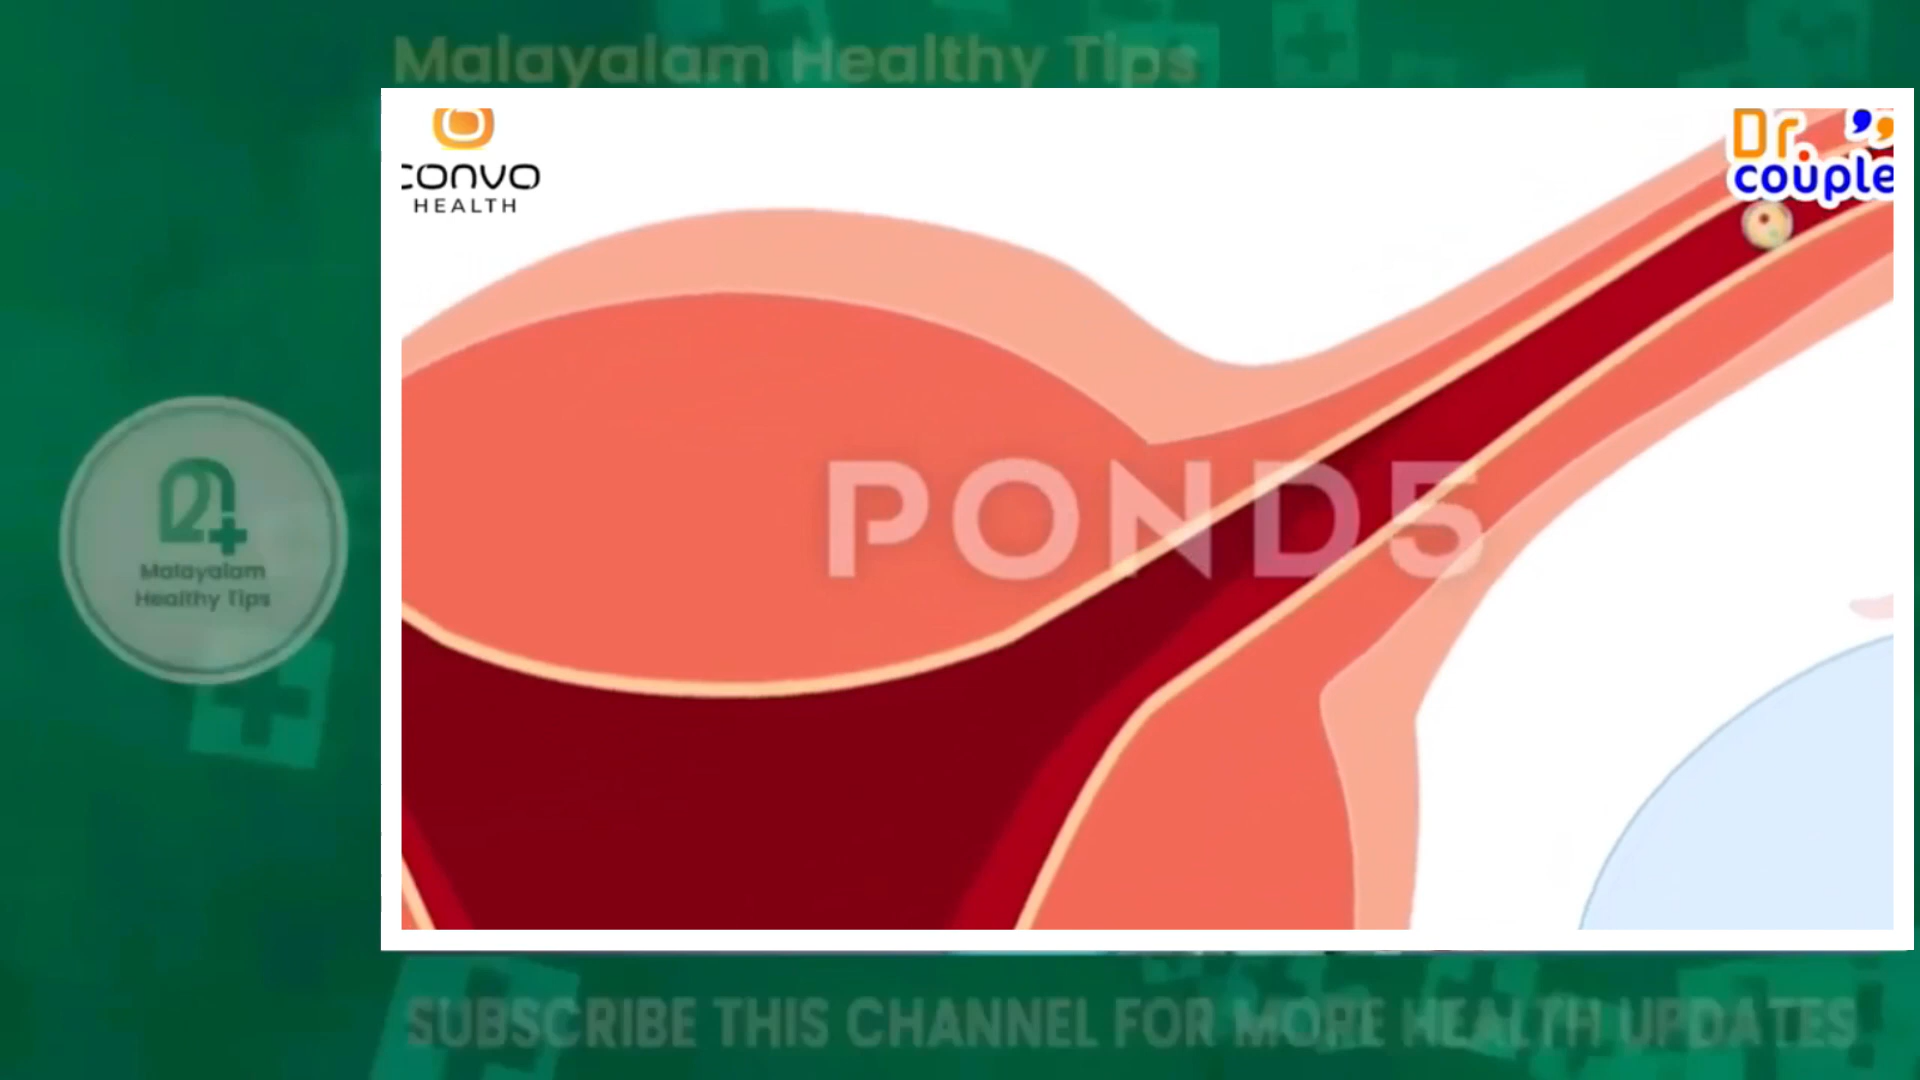 Malayalam Healthy Tips
CONVO
HEALTH
Dr.
couple
POND5
Malayalam
Healthy Tips
SUBSCRIBE THIS CHANNEL FOR MORE HEALTH UPDATES